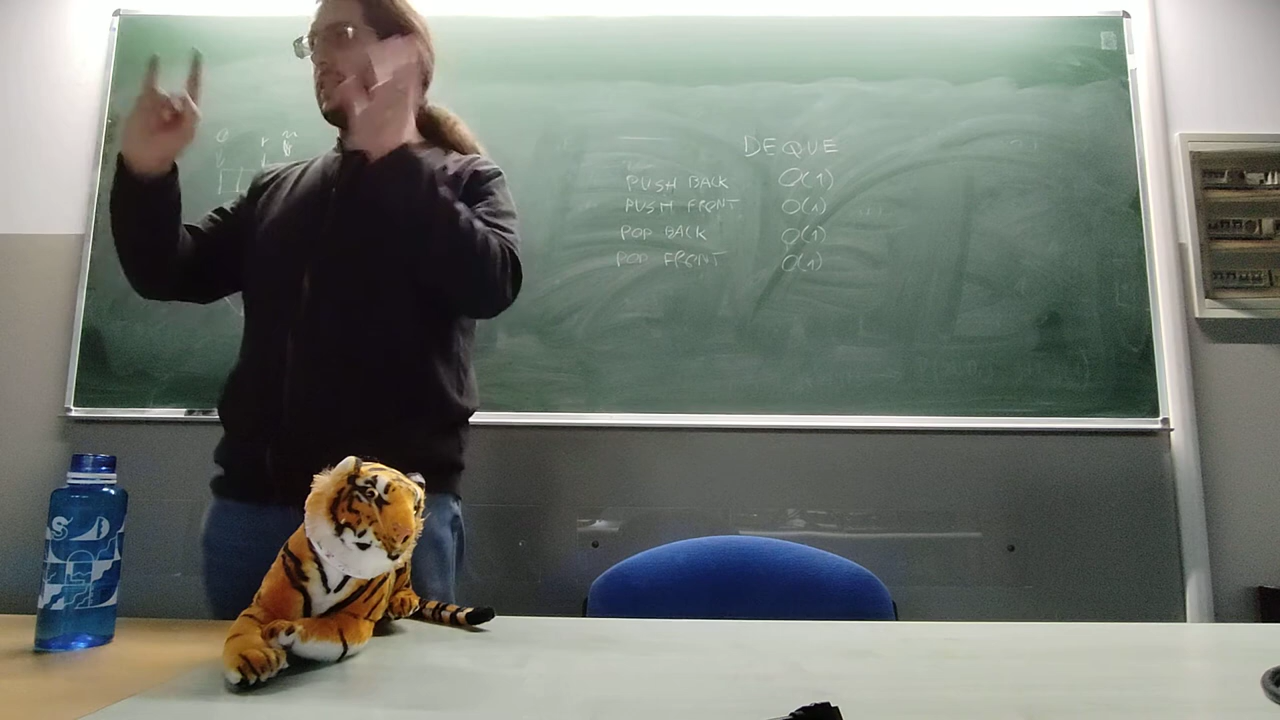 DEQUE
PUSH BACK O(1)
PUSH FRONT O(1)
POP BACK O(1)
POP FRONT O(1)